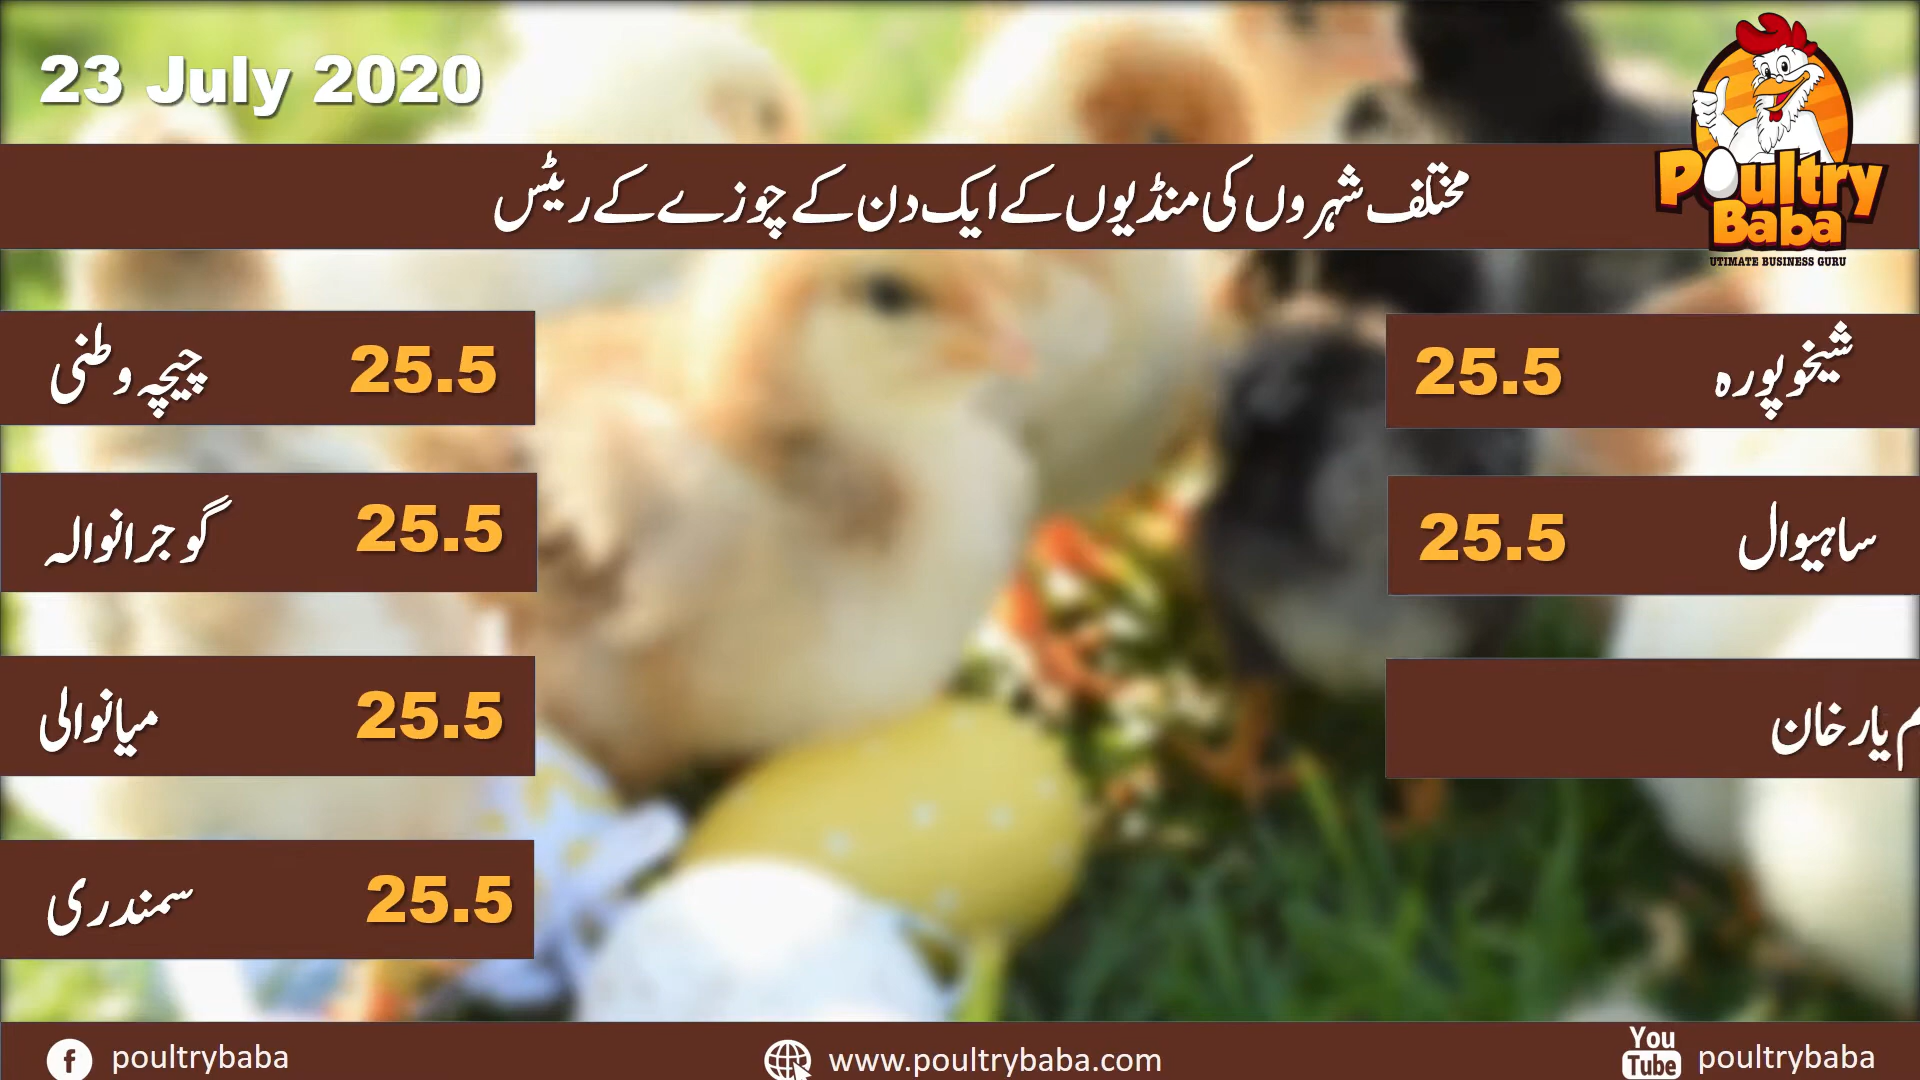 23 July 2020
Poultry
Baba
UTIMATE BUSINESS GURU
مختلف شہروں کی منڈیوں کے ایک دن کے چوزے کے ریٹس
شیخوپورہ 25.5
چیچہ وطنی 25.5
ساہیوال 25.5
گوجرانوالہ 25.5
یار خان
میانوالی 25.5
سمندری 25.5
poultrybaba
www.poultrybaba.com
You
Tube
poultrybaba